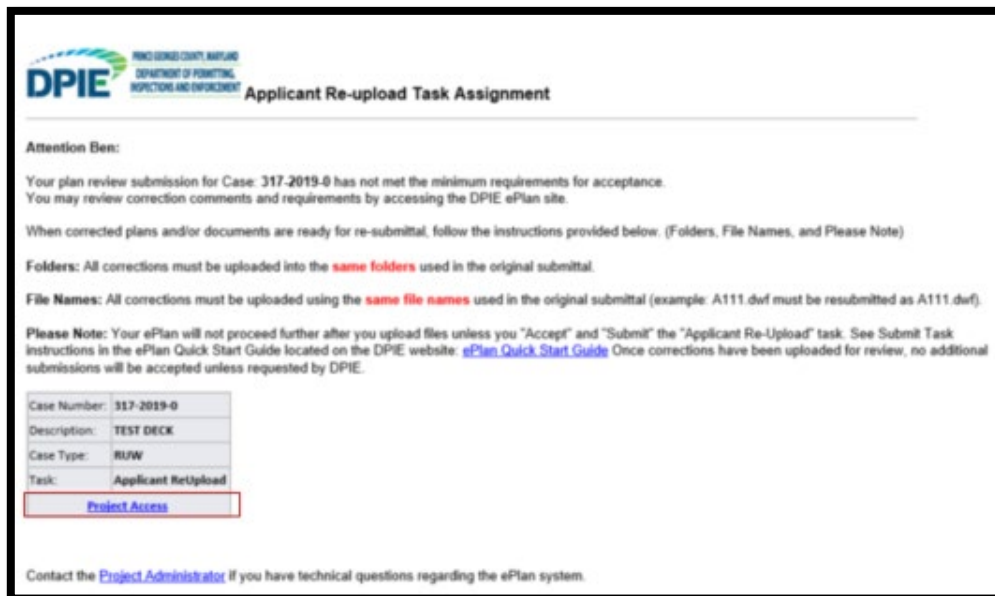 PRINCE GEORGES COUNTY, MARYLAND
DEPARTMENT OF PERMITTING,
INSPECTIONS AND ENFORCEMENT
DPIE
Applicant Re-upload Task Assignment
Attention Ben:
Your plan review submission for Case: 317-2019-0 has not met the minimum requirements for acceptance.
You may review correction comments and requirements by accessing the DPIE ePlan site.
When corrected plans and/or documents are ready for re-submittal, follow the instructions provided below. (Folders, File Names, and Please Note)
Folders: All corrections must be uploaded into the same folders used in the original submittal.
File Names: All corrections must be uploaded using the same file names used in the original submittal (example: A111.dwf must be resubmitted as A111.dwf).
Please Note: Your ePlan will not proceed further after you upload files unless you "Accept" and "Submit" the "Applicant Re-Upload" task. See Submit Task
instructions in the ePlan Quick Start Guide located on the DPIE website: ePlan Quick Start Guide Once corrections have been uploaded for review, no additional
submissions will be accepted unless requested by DPIE.
Case Number: 317-2019-0
Description: TEST DECK
Case Type: RUW
Task: Applicant ReUpload
Project Access
Contact the Project Administrator if you have technical questions regarding the ePlan system.